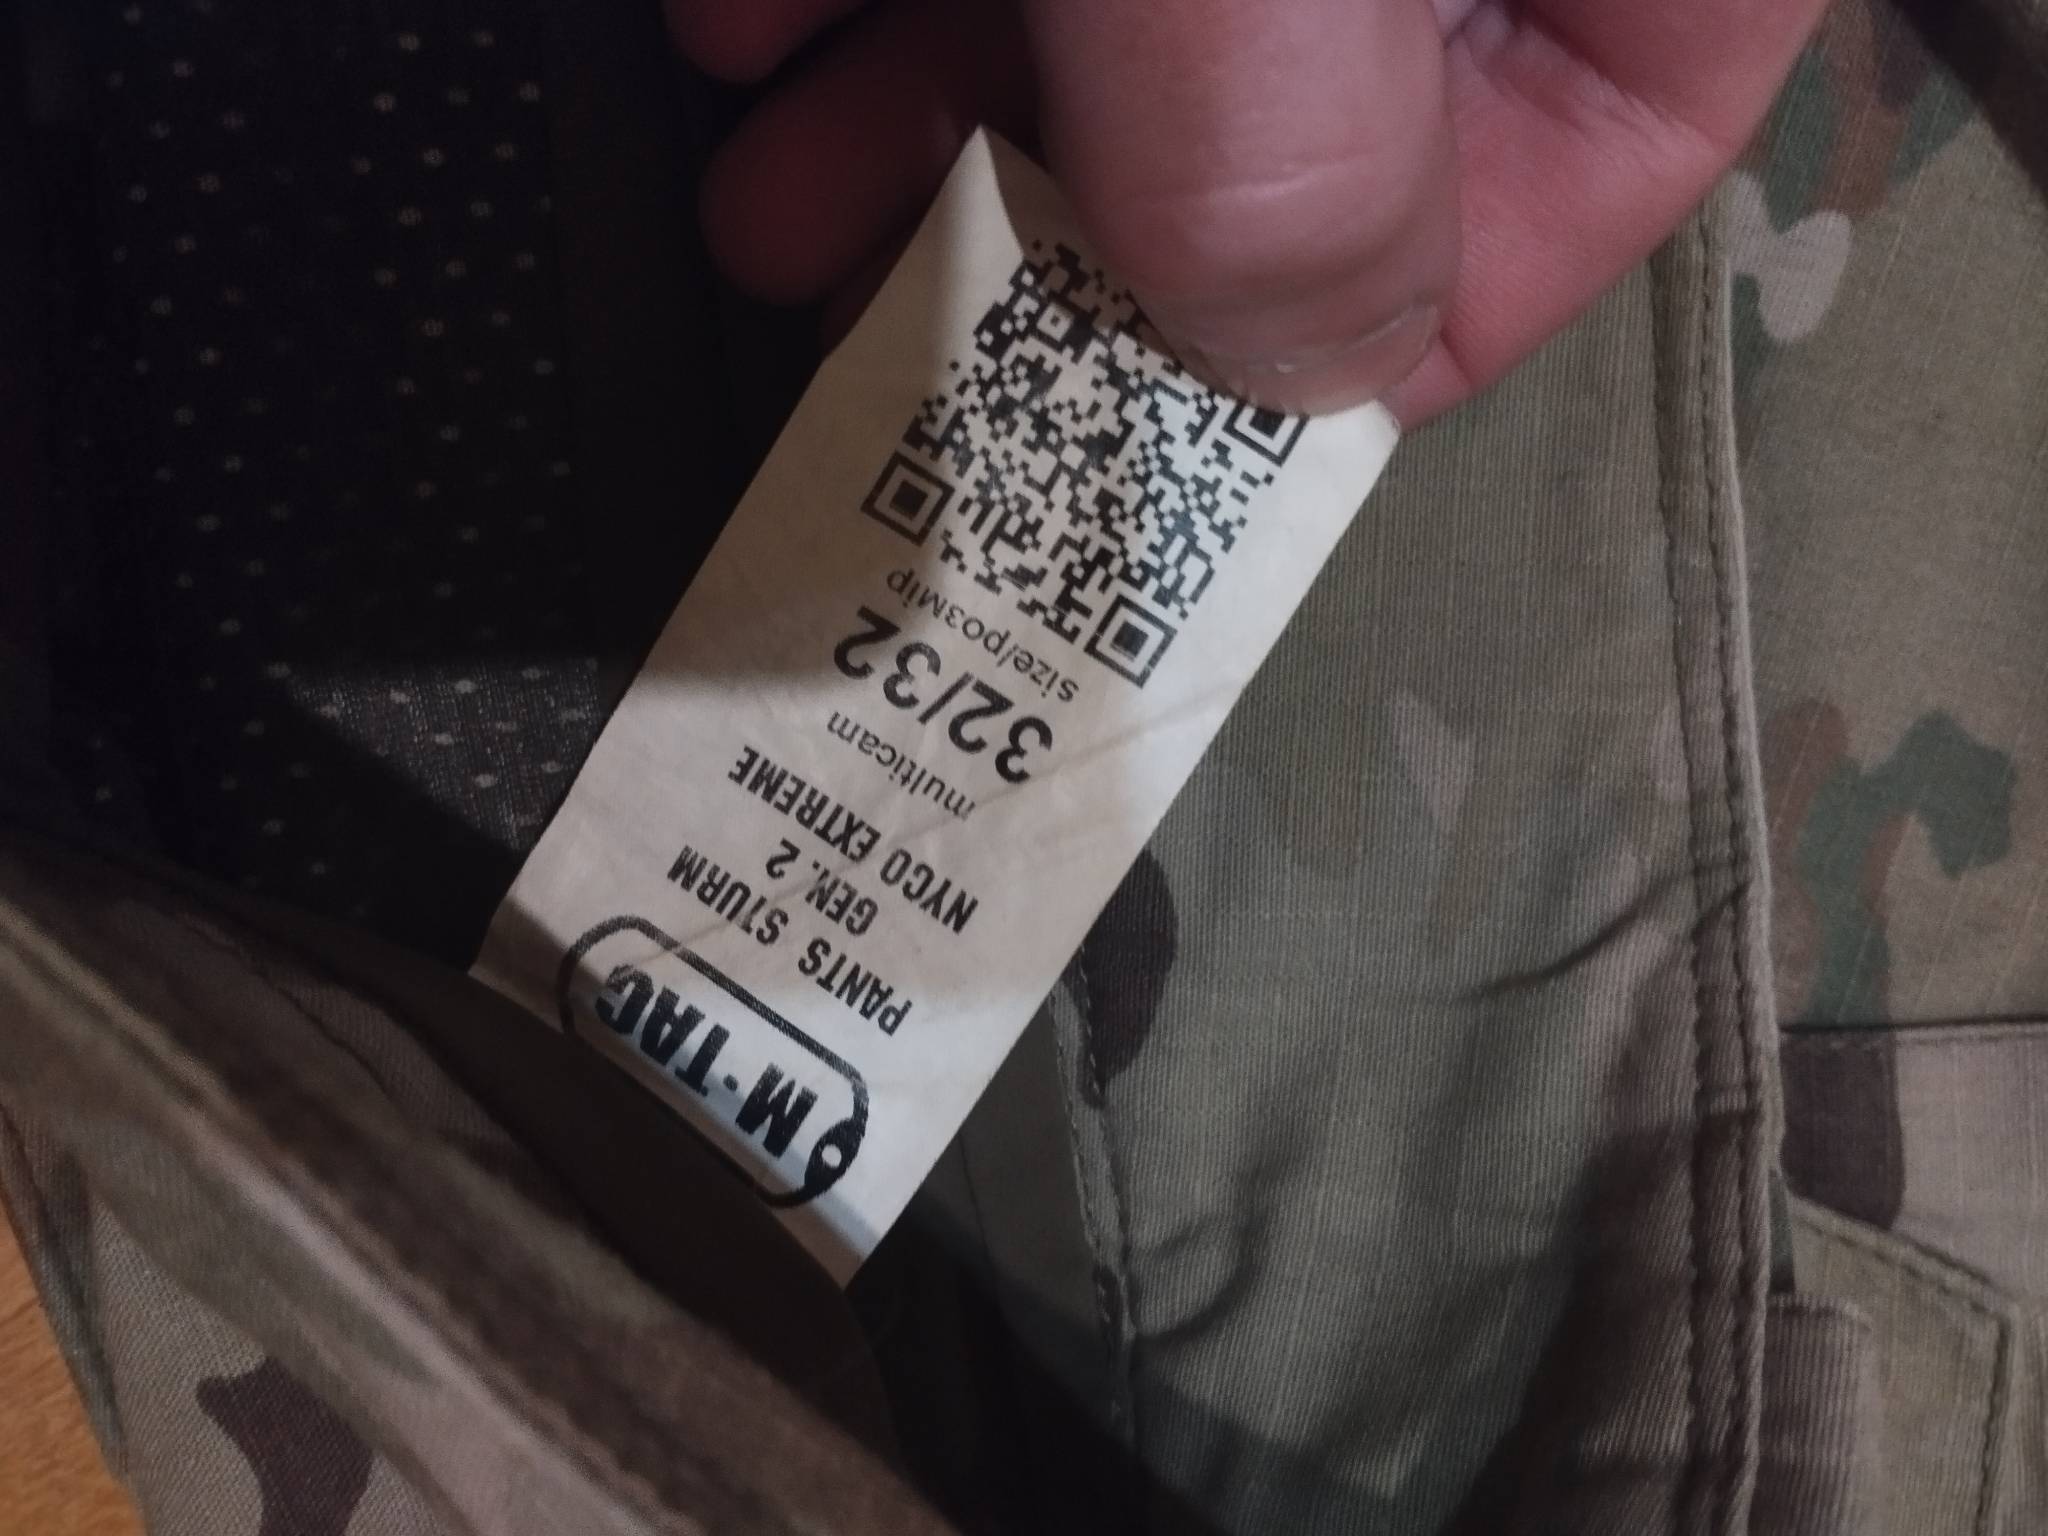 M-TAC
PANTS STURM
GEN. 2
NYCO EXTREME
multicam
32/32
size/розмір